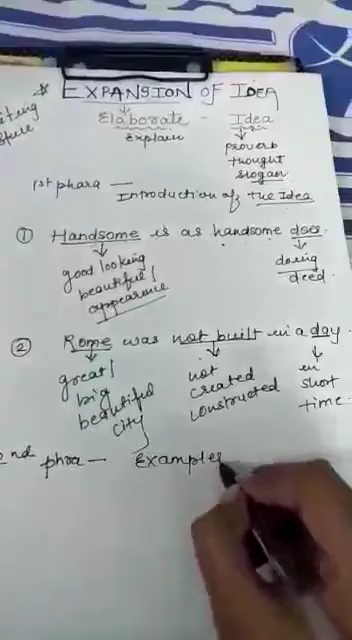 * EXPANSION OF IDEA
Elaborate - Idea
explain
proverb
thought
slogan
1st phara —
Introduction of the Idea
① Handsome is as handsome does.
good looking
beautiful/
appearance
doing
deed
② Rome was not built in a day.
great/
big
beautiful
city
not
created
constructed
in
short
time.
2nd phra — Examples